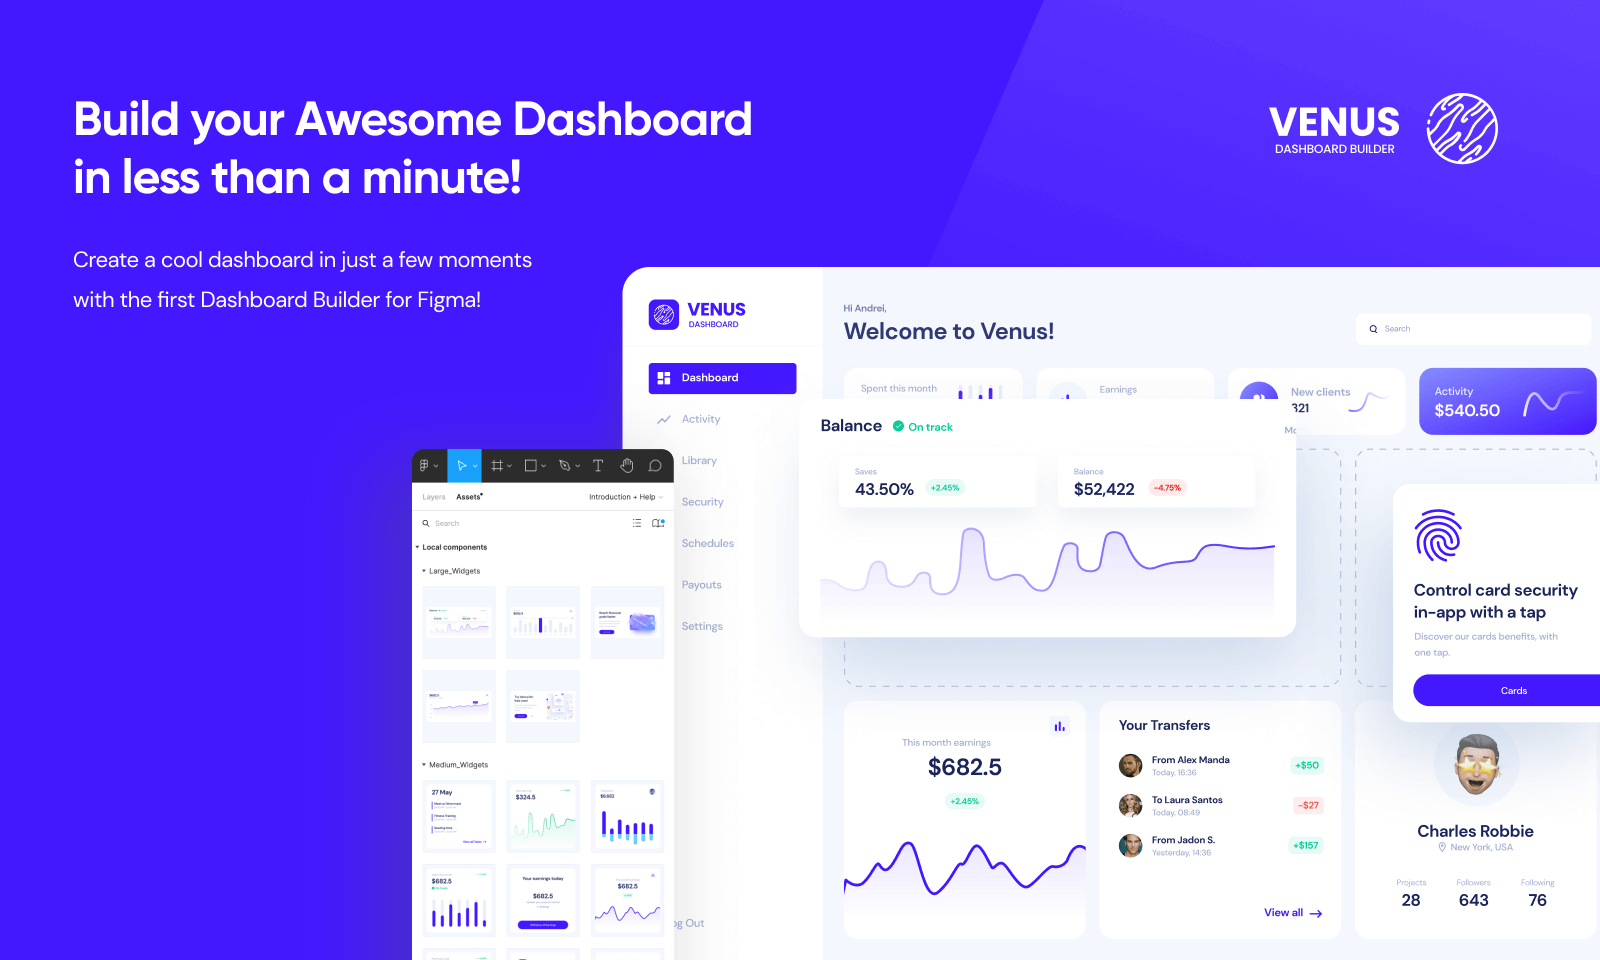 Build your Awesome Dashboard
in less than a minute!
Create a cool dashboard in just a few moments
with the first Dashboard Builder for Figma!
VENUS
DASHBOARD BUILDER
VENUS
DASHBOARD
Dashboard
Activity
Library
Security
Schedules
Payouts
Settings
og Out
Hi Andrei,
Welcome to Venus!
Search
Spent this month
Earnings
New clients
321
Activity
$540.50
Balance
On track
Saves
43.50%
+2.45%
Balance
$52,422
-4.75%
Control card security
in-app with a tap
Discover our cards benefits, with
one tap.
Cards
This month earnings
$682.5
+2.45%
Your Transfers
From Alex Manda
Today, 16:36
+$50
To Laura Santos
Today, 08:49
-$27
From Jadon S.
Yesterday, 14:36
+$157
View all
Charles Robbie
New York, USA
Projects
28
Followers
643
Following
76
Layers
Assets
Introduction + Help
Search
Local components
Large_Widgets
Medium_Widgets
27 May
$324.5
$682.5
Your earnings today
$682.5
$682.5